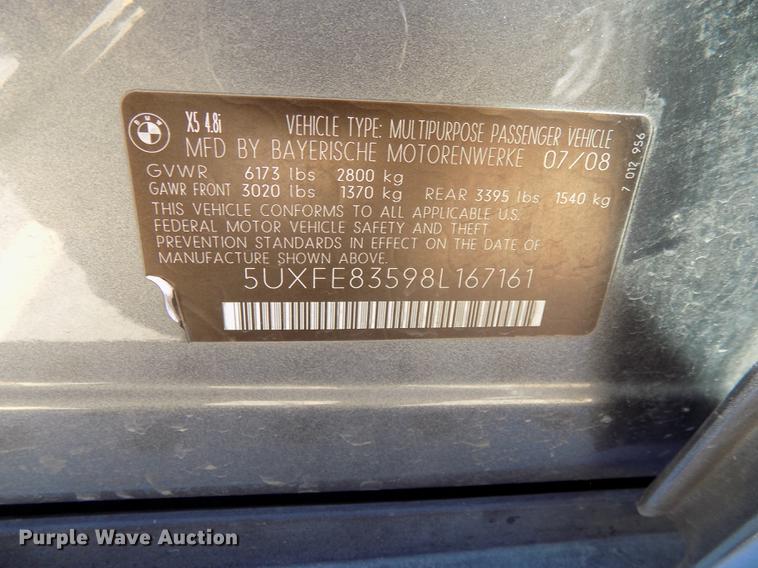 BMW
X5 4.8i
VEHICLE TYPE: MULTIPURPOSE PASSENGER VEHICLE
MFD BY BAYERISCHE MOTORENWERKE 07/08
GVWR 6173 lbs 2800 kg
GAWR FRONT 3020 lbs 1370 kg REAR 3395 lbs 1540 kg
THIS VEHICLE CONFORMS TO ALL APPLICABLE U.S.
FEDERAL MOTOR VEHICLE SAFETY AND THEFT
PREVENTION STANDARDS IN EFFECT ON THE DATE OF
MANUFACTURE SHOWN ABOVE.
5UXFE83598L167161
7 012 956
Purple Wave Auction